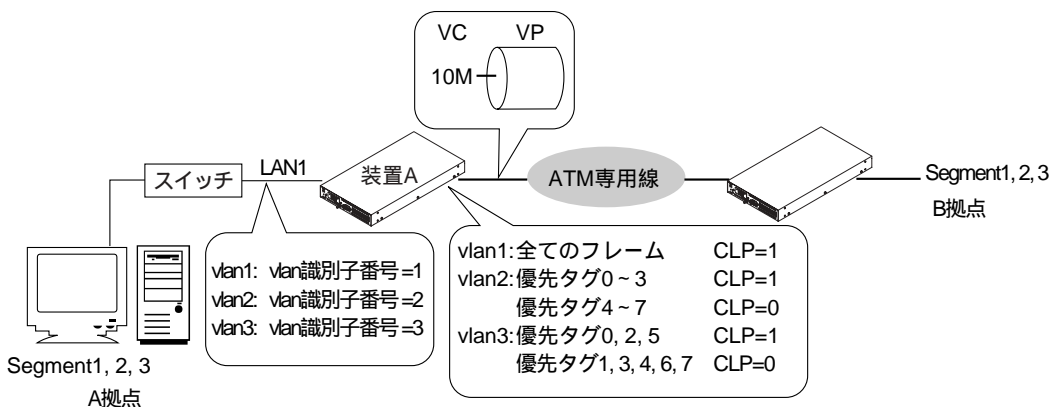 VC VP
10M
スイッチ
LAN1
装置A
ATM専用線
Segment1, 2, 3
B拠点
vlan1: vlan識別子番号=1
vlan2: vlan識別子番号=2
vlan3: vlan識別子番号=3
vlan1:全てのフレーム CLP=1
vlan2:優先タグ0~3 CLP=1
優先タグ4~7 CLP=0
vlan3:優先タグ0, 2, 5 CLP=1
優先タグ1, 3, 4, 6, 7 CLP=0
Segment1, 2, 3
A拠点